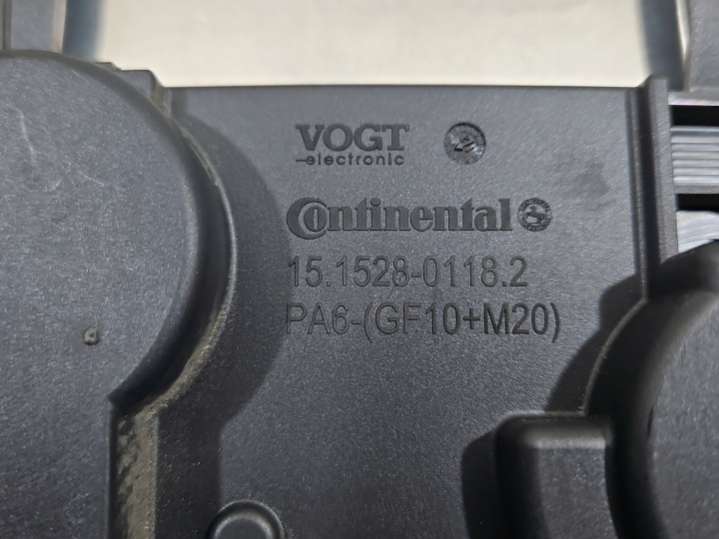 VOGT
electronic
Continental
15.1528-0118.2
PA6-(GF10+M20)